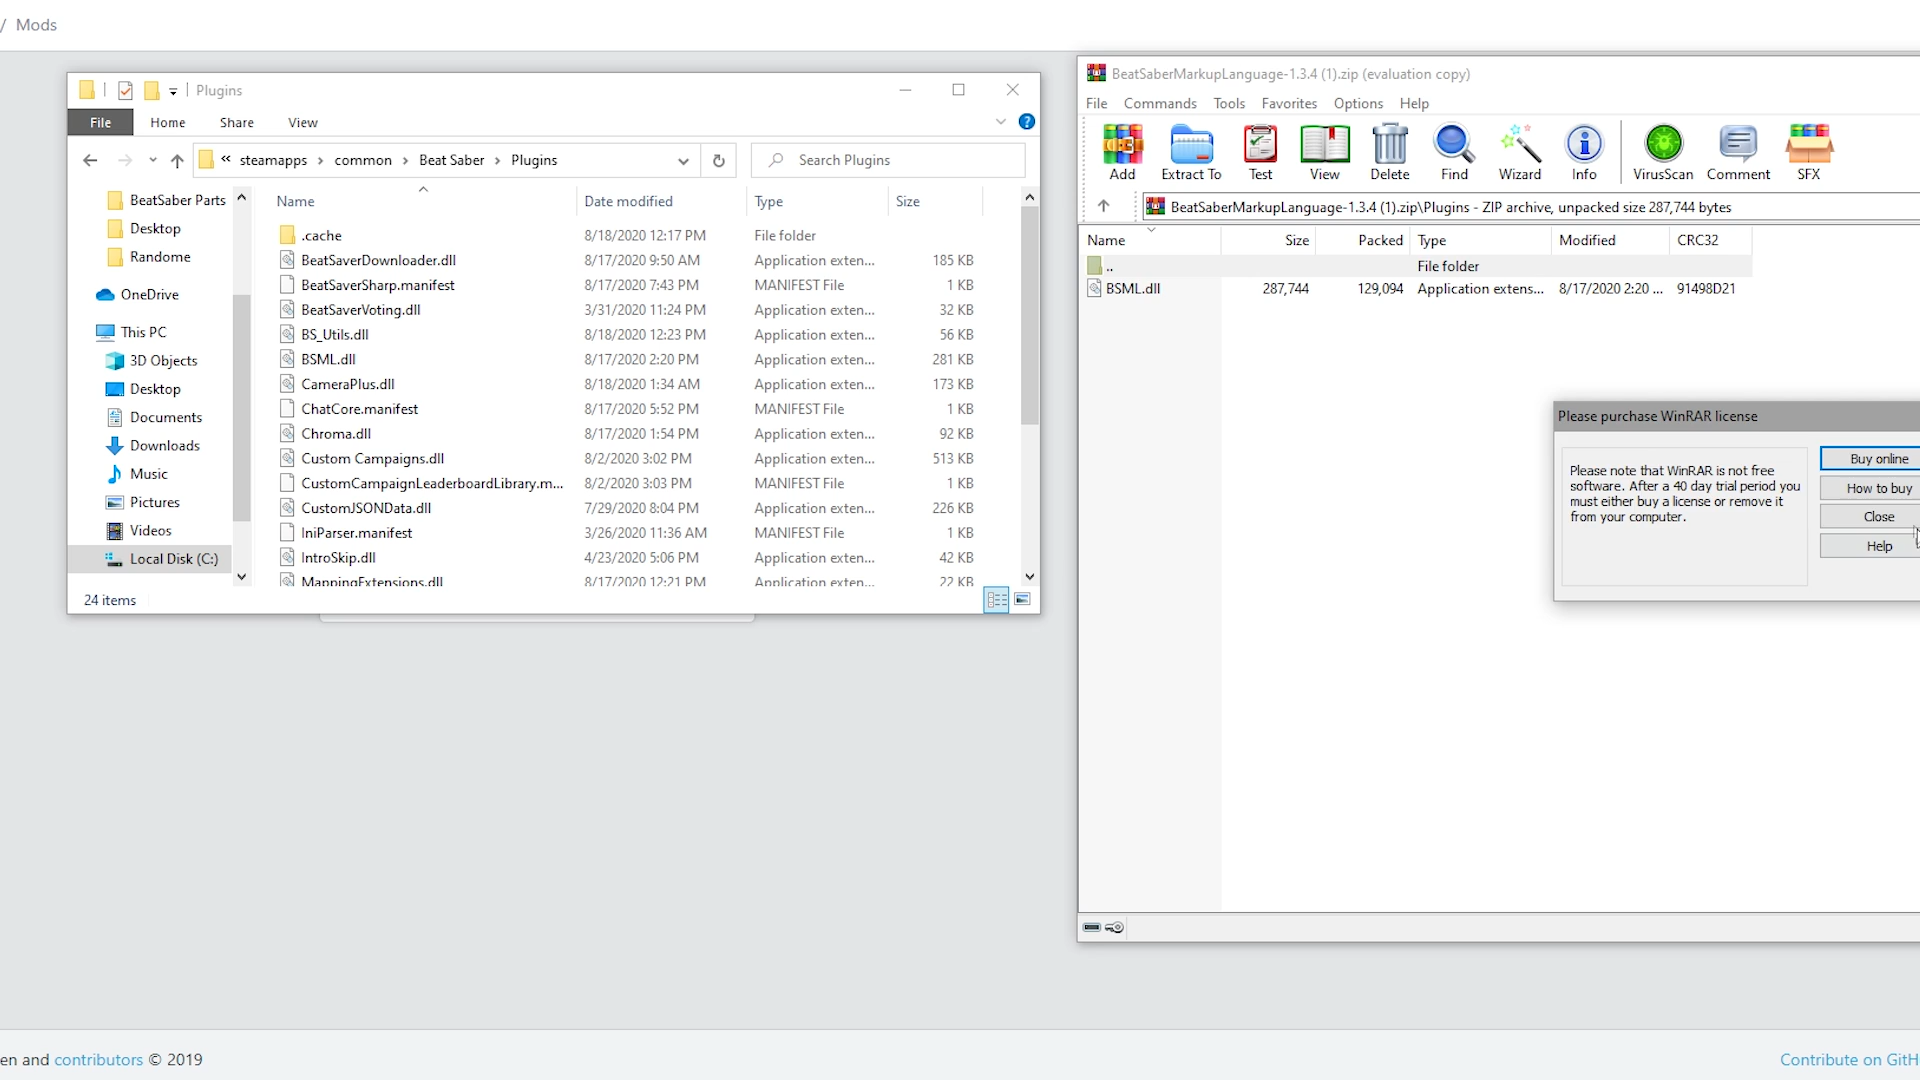 / Mods
Plugins
File Home Share View
« steamapps › common › Beat Saber › Plugins
Search Plugins
BeatSaber Parts
Desktop
Randome
OneDrive
This PC
3D Objects
Desktop
Documents
Downloads
Music
Pictures
Videos
Local Disk (C:)
Name Date modified Type Size
.cache 8/18/2020 12:17 PM File folder
BeatSaverDownloader.dll 8/17/2020 9:50 AM Application exten... 185 KB
BeatSaverSharp.manifest 8/17/2020 7:43 PM MANIFEST File 1 KB
BeatSaverVoting.dll 3/31/2020 11:24 PM Application exten... 32 KB
BS_Utils.dll 8/18/2020 12:23 PM Application exten... 56 KB
BSML.dll 8/17/2020 2:20 PM Application exten... 281 KB
CameraPlus.dll 8/18/2020 1:34 AM Application exten... 173 KB
ChatCore.manifest 8/17/2020 5:52 PM MANIFEST File 1 KB
Chroma.dll 8/17/2020 1:54 PM Application exten... 92 KB
Custom Campaigns.dll 8/2/2020 3:02 PM Application exten... 513 KB
CustomCampaignLeaderboardLibrary.m... 8/2/2020 3:03 PM MANIFEST File 1 KB
CustomJSONData.dll 7/29/2020 8:04 PM Application exten... 226 KB
IniParser.manifest 3/26/2020 11:36 AM MANIFEST File 1 KB
IntroSkip.dll 4/23/2020 5:06 PM Application exten... 42 KB
MappingExtensions.dll 8/17/2020 12:21 PM Application exten... 22 KB
24 items
BeatSaberMarkupLanguage-1.3.4 (1).zip (evaluation copy)
File Commands Tools Favorites Options Help
Add Extract To Test View Delete Find Wizard Info VirusScan Comment SFX
BeatSaberMarkupLanguage-1.3.4 (1).zip\Plugins - ZIP archive, unpacked size 287,744 bytes
Name Size Packed Type Modified CRC32
.. File folder
BSML.dll 287,744 129,094 Application extens... 8/17/2020 2:20 ... 91498D21
Please purchase WinRAR license
Please note that WinRAR is not free
software. After a 40 day trial period you
must either buy a license or remove it
from your computer.
Buy online
How to buy
Close
Help
en and contributors © 2019
Contribute on GitH